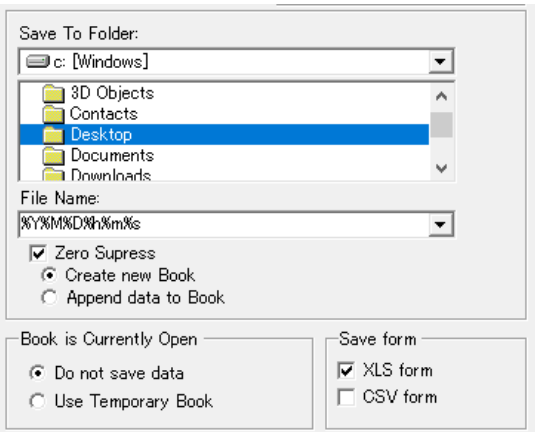 Save To Folder:
c: [Windows]
3D Objects
Contacts
Desktop
Documents
Downloads
File Name:
%Y%M%D%h%m%s
Zero Supress
Create new Book
Append data to Book
Book is Currently Open
Do not save data
Use Temporary Book
Save form
XLS form
CSV form